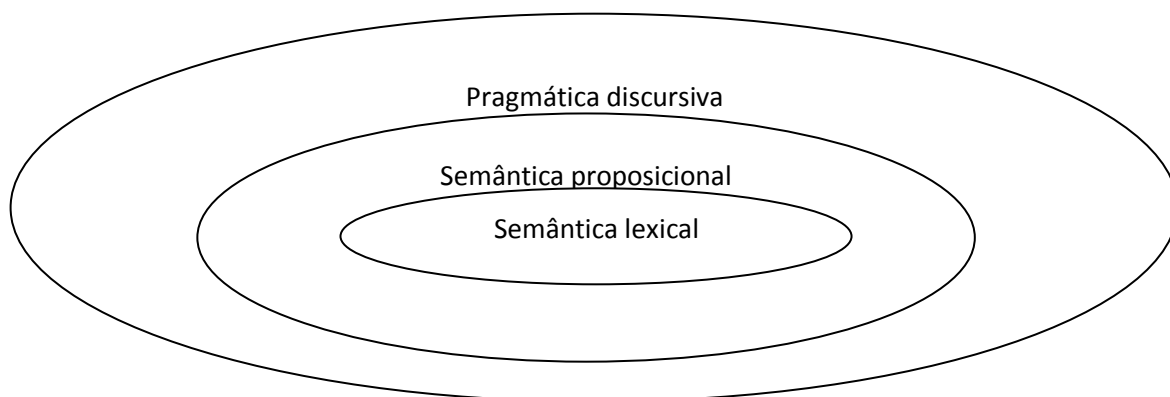 Pragmática discursiva
Semântica proposicional
Semântica lexical